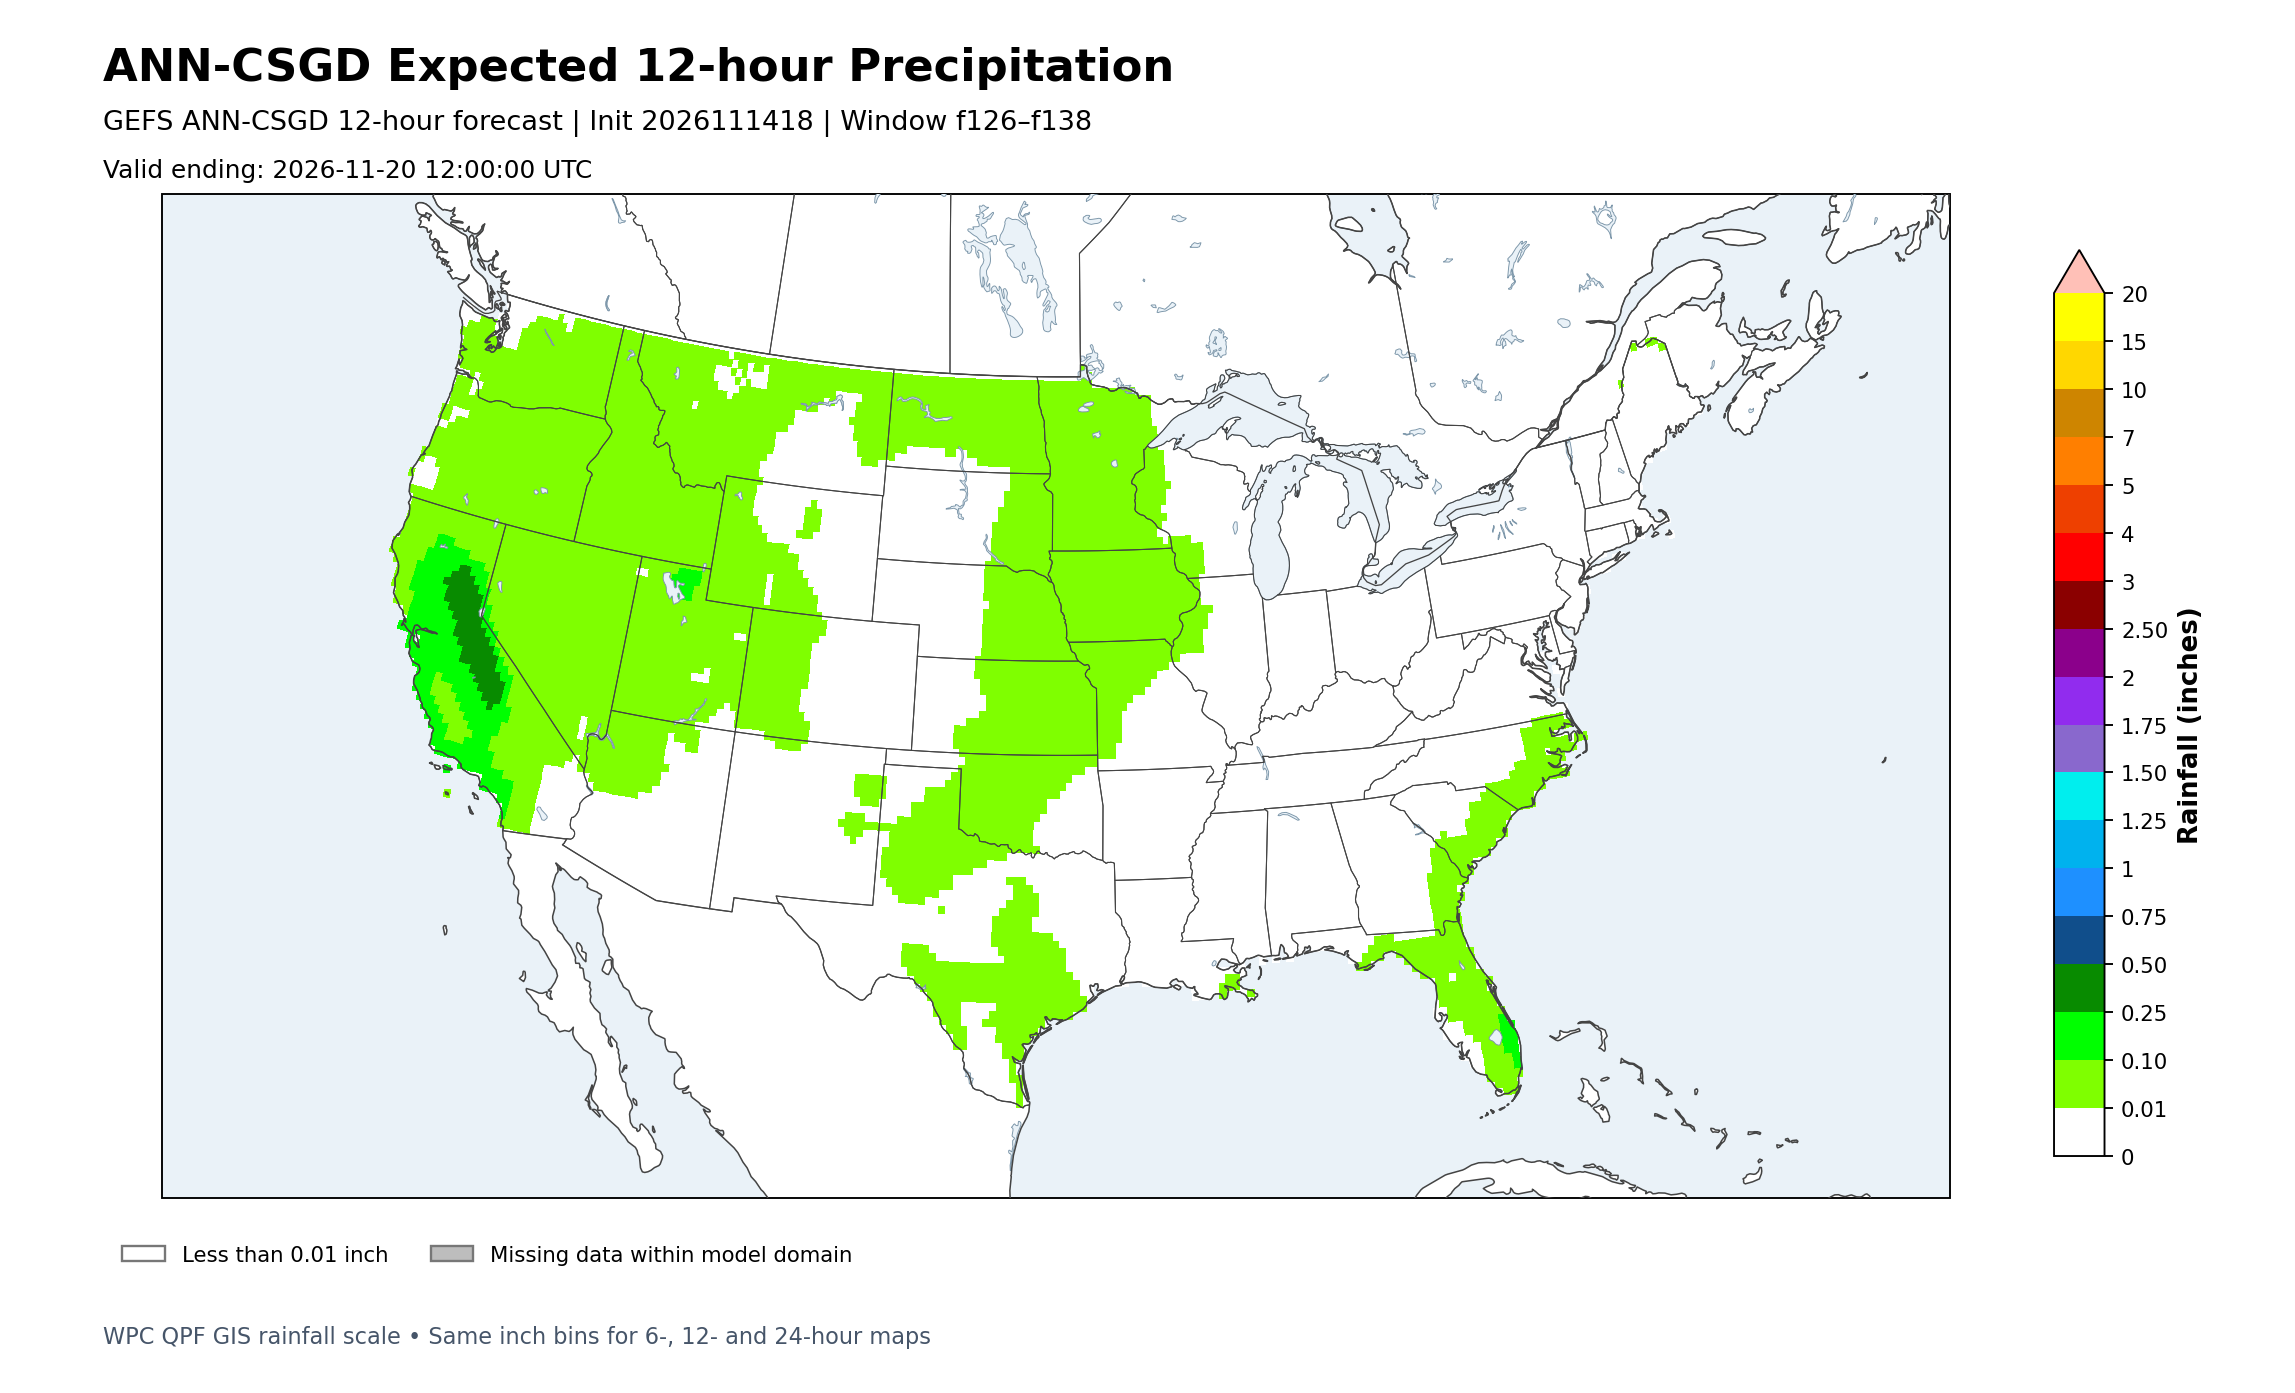 ANN-CSGD Expected 12-hour Precipitation
GEFS ANN-CSGD 12-hour forecast | Init 2026111418 | Window f126–f138
Valid ending: 2026-11-20 12:00:00 UTC
20
15
10
7
5
4
3
2.50
2
1.75
1.50
1.25
1
0.75
0.50
0.25
0.10
0.01
0
Rainfall (inches)
Less than 0.01 inch
Missing data within model domain
WPC QPF GIS rainfall scale • Same inch bins for 6-, 12- and 24-hour maps